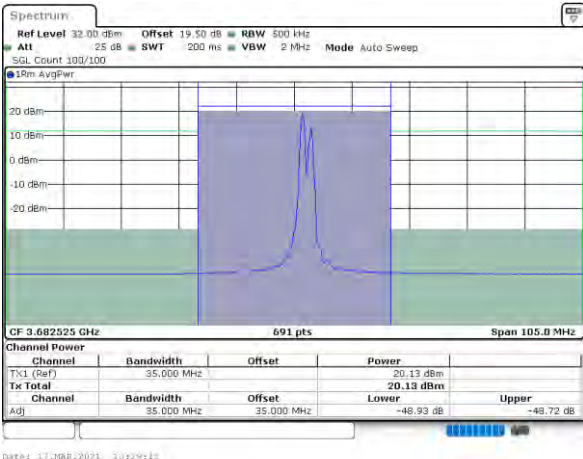 Spectrum
Ref Level 32.00 dBm Offset 19.50 dB RBW 500 kHz
Att 25 dB SWT 200 ms VBW 2 MHz Mode Auto Sweep
SGL Count 100/100
1Rm AvgPwr
20 dBm
10 dBm
0 dBm
-10 dBm
-20 dBm
CF 3.682525 GHz 691 pts Span 105.0 MHz
Channel Power
Channel Bandwidth Offset Power
TX1 (Ref) 35.000 MHz 20.13 dBm
Tx Total 20.13 dBm
Channel Bandwidth Offset Lower Upper
Adj 35.000 MHz 35.000 MHz -48.93 dB -48.72 dB
Date: 17.MAR.2021